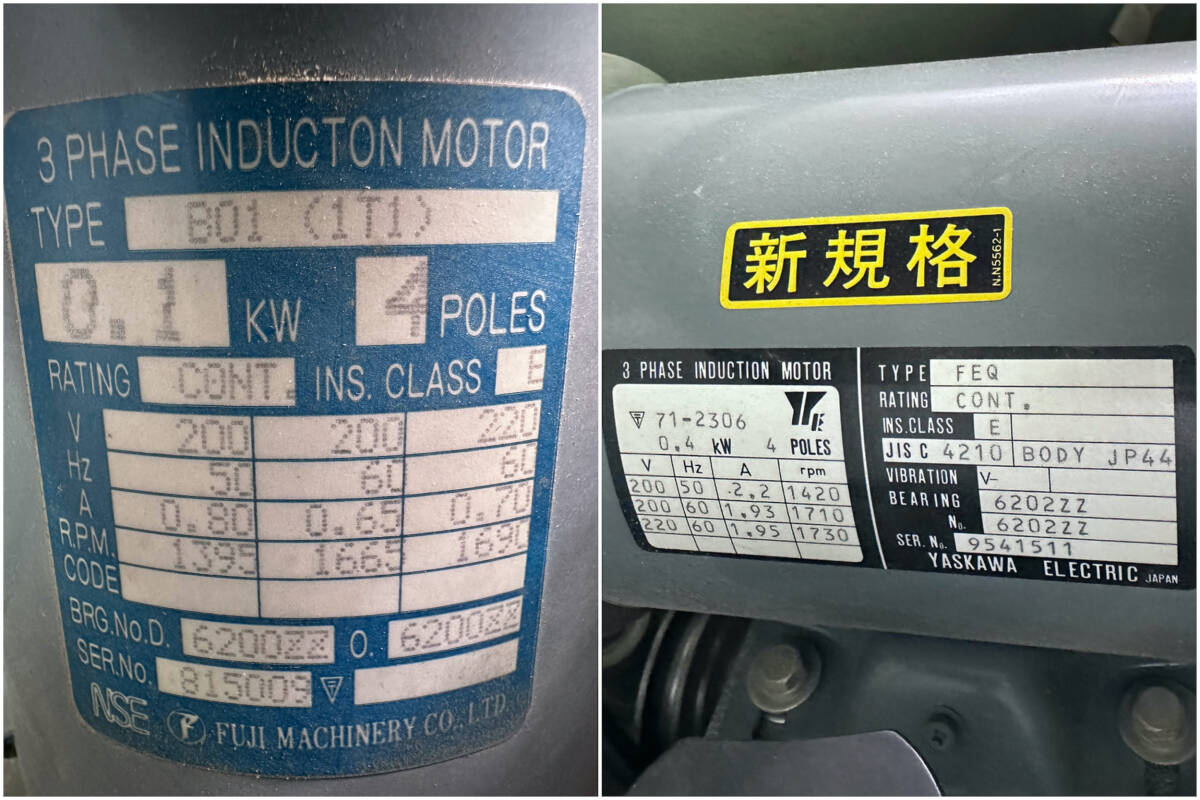 3 PHASE INDUCTON MOTOR
TYPE B01 (1T1)
0.1 KW 4 POLES
RATING CONT. INS. CLASS E
V 200 200 220
Hz 50 60 60
A 0.80 0.65 0.70
R.P.M. 1395 1665 1690
CODE
BRG.No.D. 6200ZZ O. 6200ZZ
SER.No. 815009
NSE F FUJI MACHINERY CO., LTD.
新規格
N.N5562-1
3 PHASE INDUCTION MOTOR
71-2306
0.4 kW 4 POLES
V Hz A rpm
200 50 2.2 1420
200 60 1.93 1710
220 60 1.95 1730
TYPE FEQ
RATING CONT.
INS.CLASS E
JIS C 4210 BODY JP44
VIBRATION V-
BEARING 6202ZZ
No. 6202ZZ
SER. No. 9541511
YASKAWA ELECTRIC JAPAN